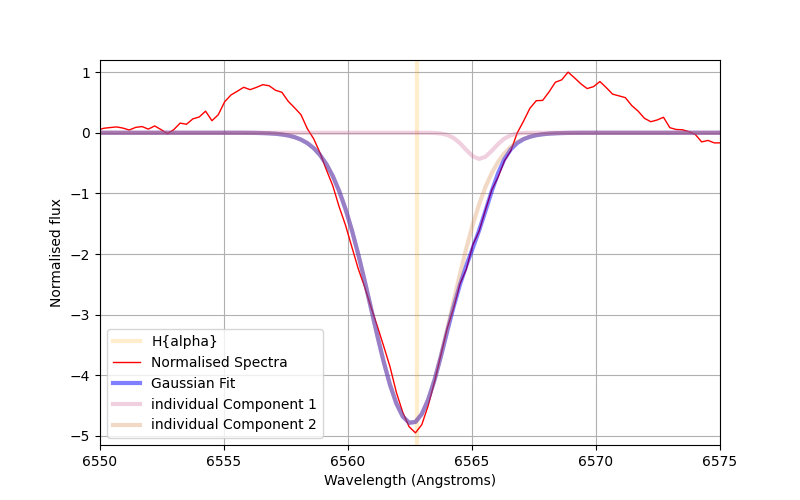 1
0
−1
−2
−3
−4
−5
Normalised flux
H{alpha}
Normalised Spectra
Gaussian Fit
individual Component 1
individual Component 2
6550 6555 6560 6565 6570 6575
Wavelength (Angstroms)